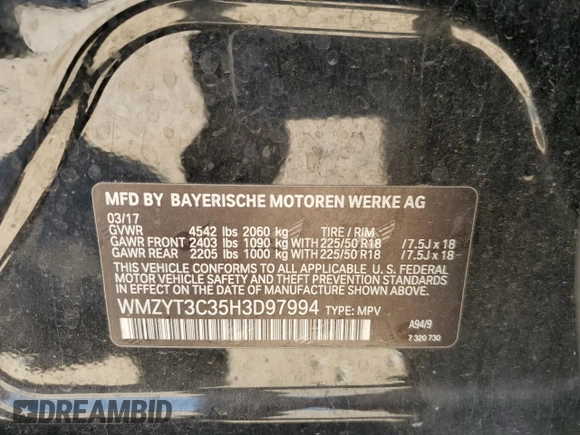 MFD BY BAYERISCHE MOTOREN WERKE AG
03/17
GVWR 4542 lbs 2060 kg TIRE / RIM
GAWR FRONT 2403 lbs 1090 kg WITH 225/50 R18 /7.5J x 18
GAWR REAR 2205 lbs 1000 kg WITH 225/50 R18 /7.5J x 18
THIS VEHICLE CONFORMS TO ALL APPLICABLE U. S. FEDERAL
MOTOR VEHICLE SAFETY AND THEFT PREVENTION STANDARDS
IN EFFECT ON THE DATE OF MANUFACTURE SHOWN ABOVE.
WMZYT3C35H3D97994 TYPE: MPV
A94/9
7 320 730
DREAMBID